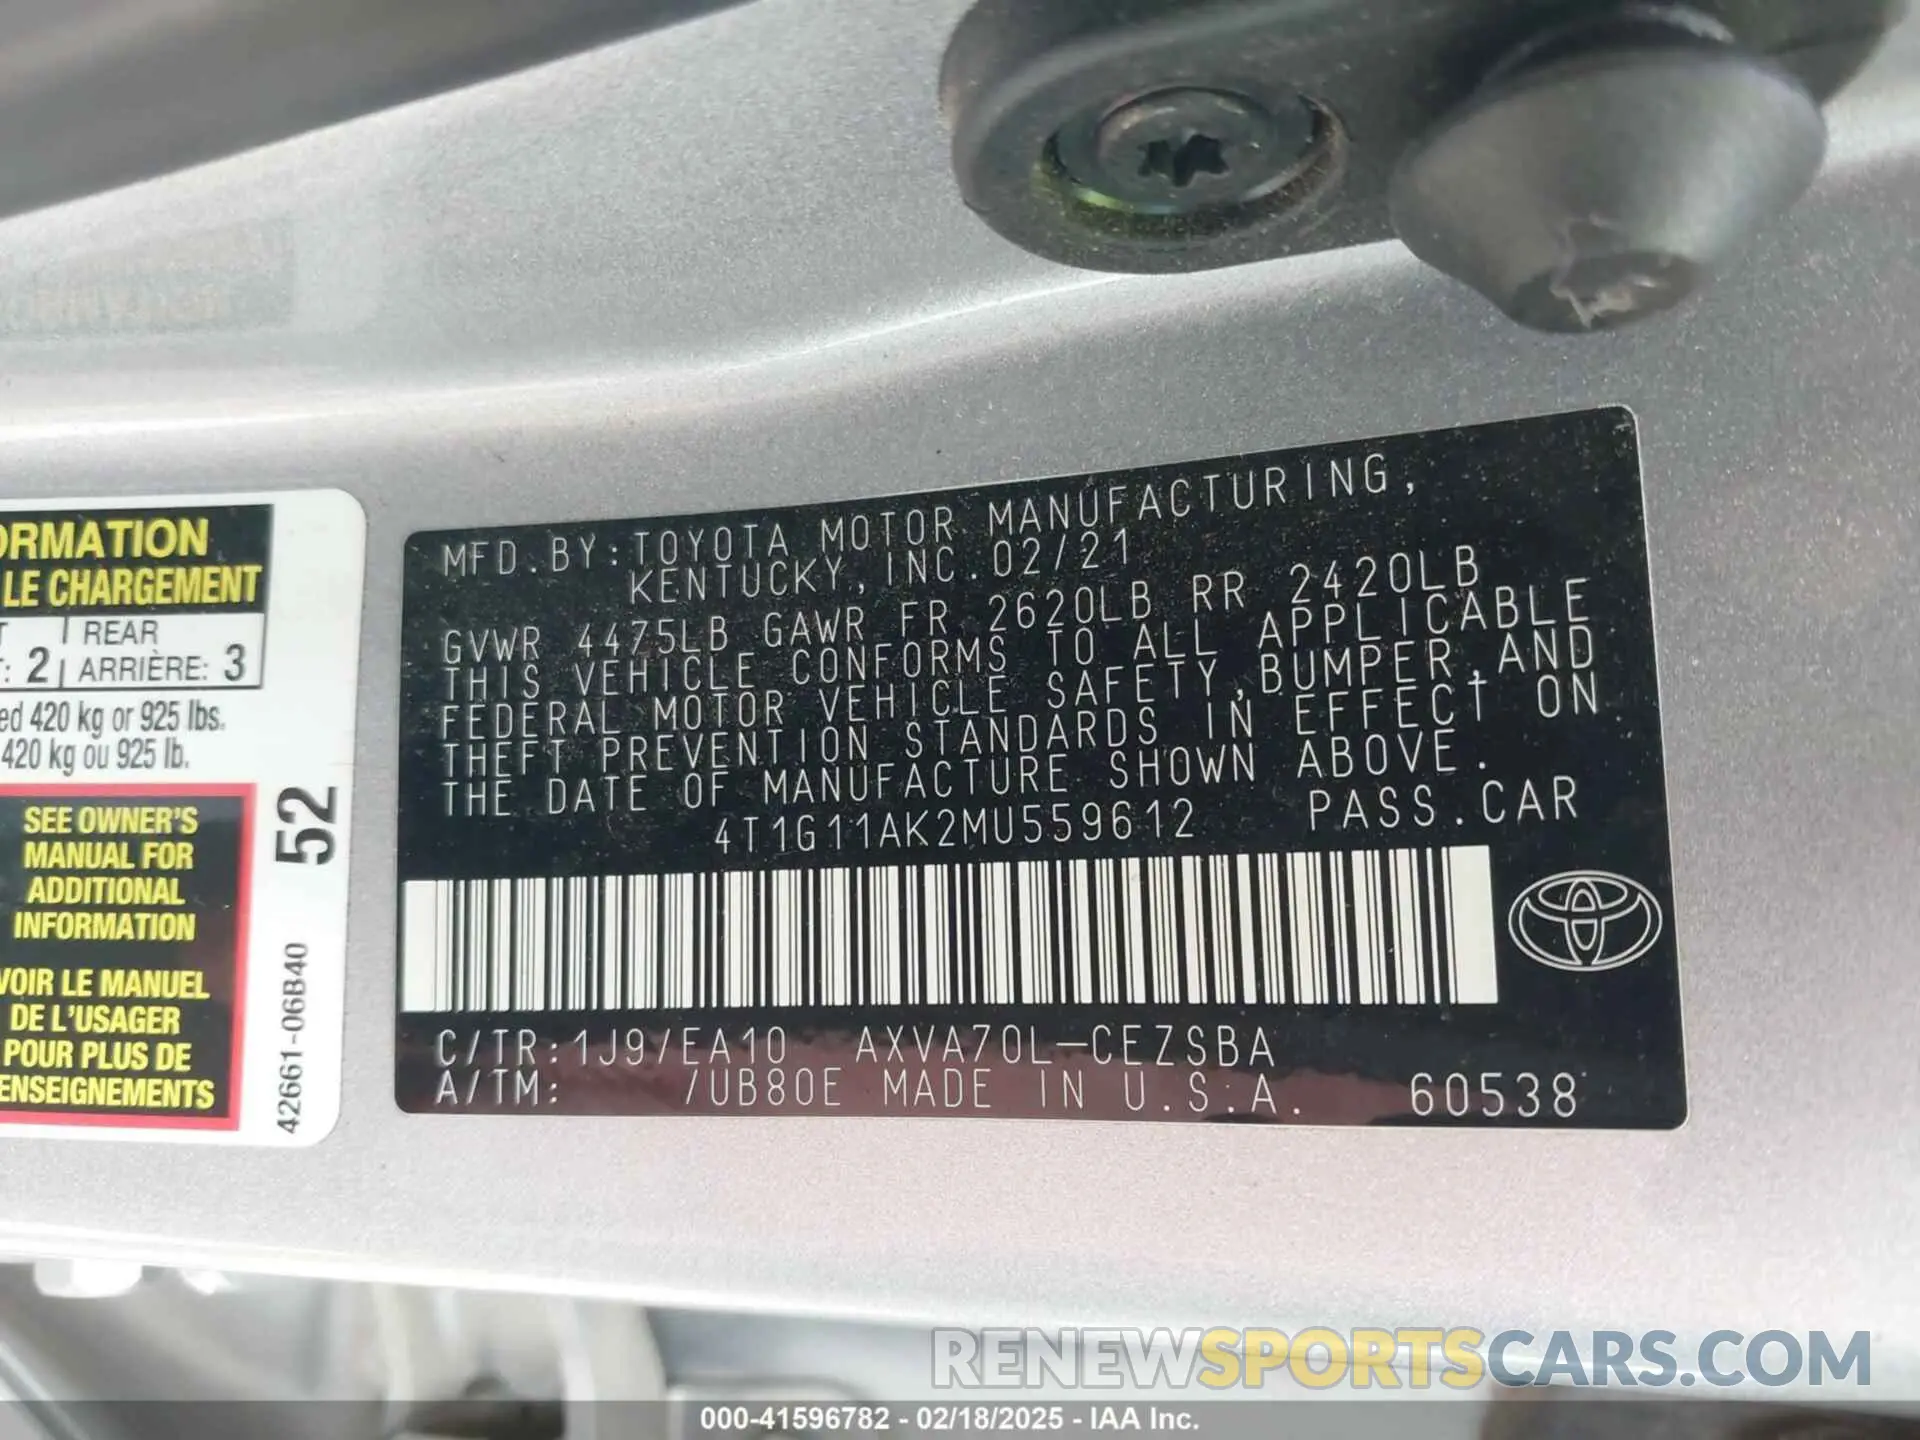 ORMATION
LE CHARGEMENT
REAR
: 2 ARRIÈRE: 3
ed 420 kg or 925 lbs.
420 kg ou 925 lb.
SEE OWNER'S
MANUAL FOR
ADDITIONAL
INFORMATION
VOIR LE MANUEL
DE L'USAGER
POUR PLUS DE
ENSEIGNEMENTS
52
42661-06B40
MFD.BY:TOYOTA MOTOR MANUFACTURING,
KENTUCKY, INC.02/21
GVWR 4475LB GAWR FR 2620LB RR 2420LB
THIS VEHICLE CONFORMS TO ALL APPLICABLE
FEDERAL MOTOR VEHICLE SAFETY,BUMPER,AND
THEFT PREVENTION STANDARDS IN EFFECT ON
THE DATE OF MANUFACTURE SHOWN ABOVE.
4T1G11AK2MU559612 PASS.CAR
C/TR:1J9/EA10 AXVA70L-CEZSBA
A/TM: /UB80E MADE IN U.S.A. 60538
RENEWSPORTSCARS.COM
000-41596782 - 02/18/2025 - IAA Inc.